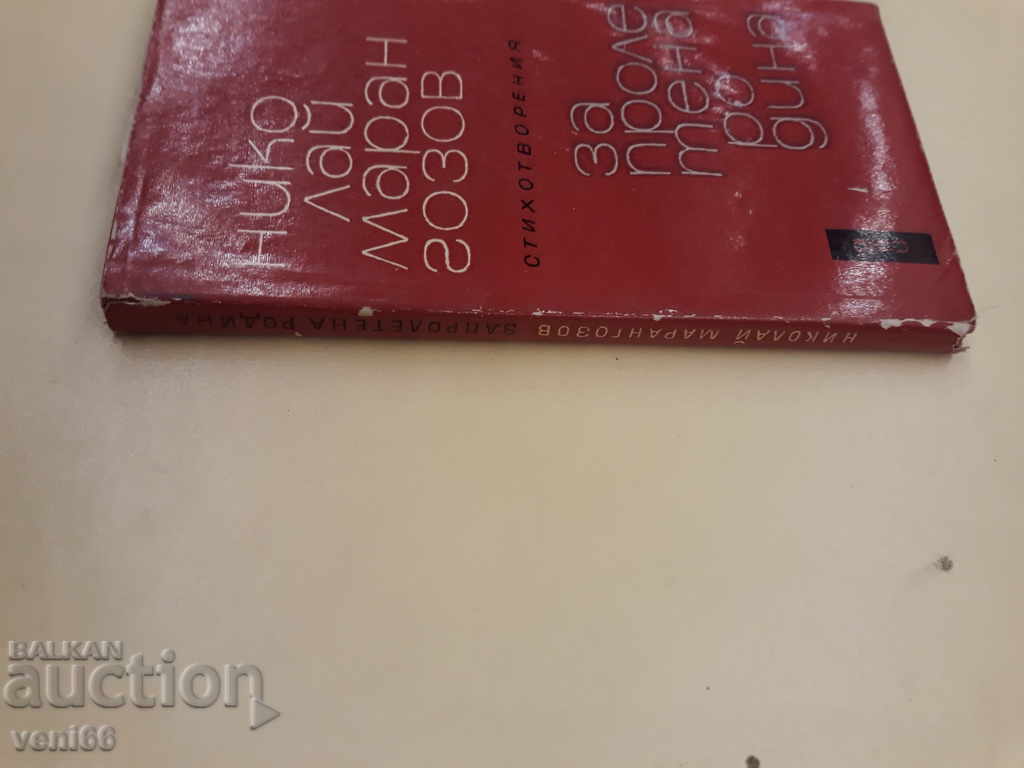 нико
лай
маран
гозов
СТИХОТВОРЕНИЯ
за
проле
тена
ро
дина
НИКОЛАЙ МАРАНГОЗОВ ЗАПРОЛЕТЕНА РОДИНА
BALKAN
auction
veni66